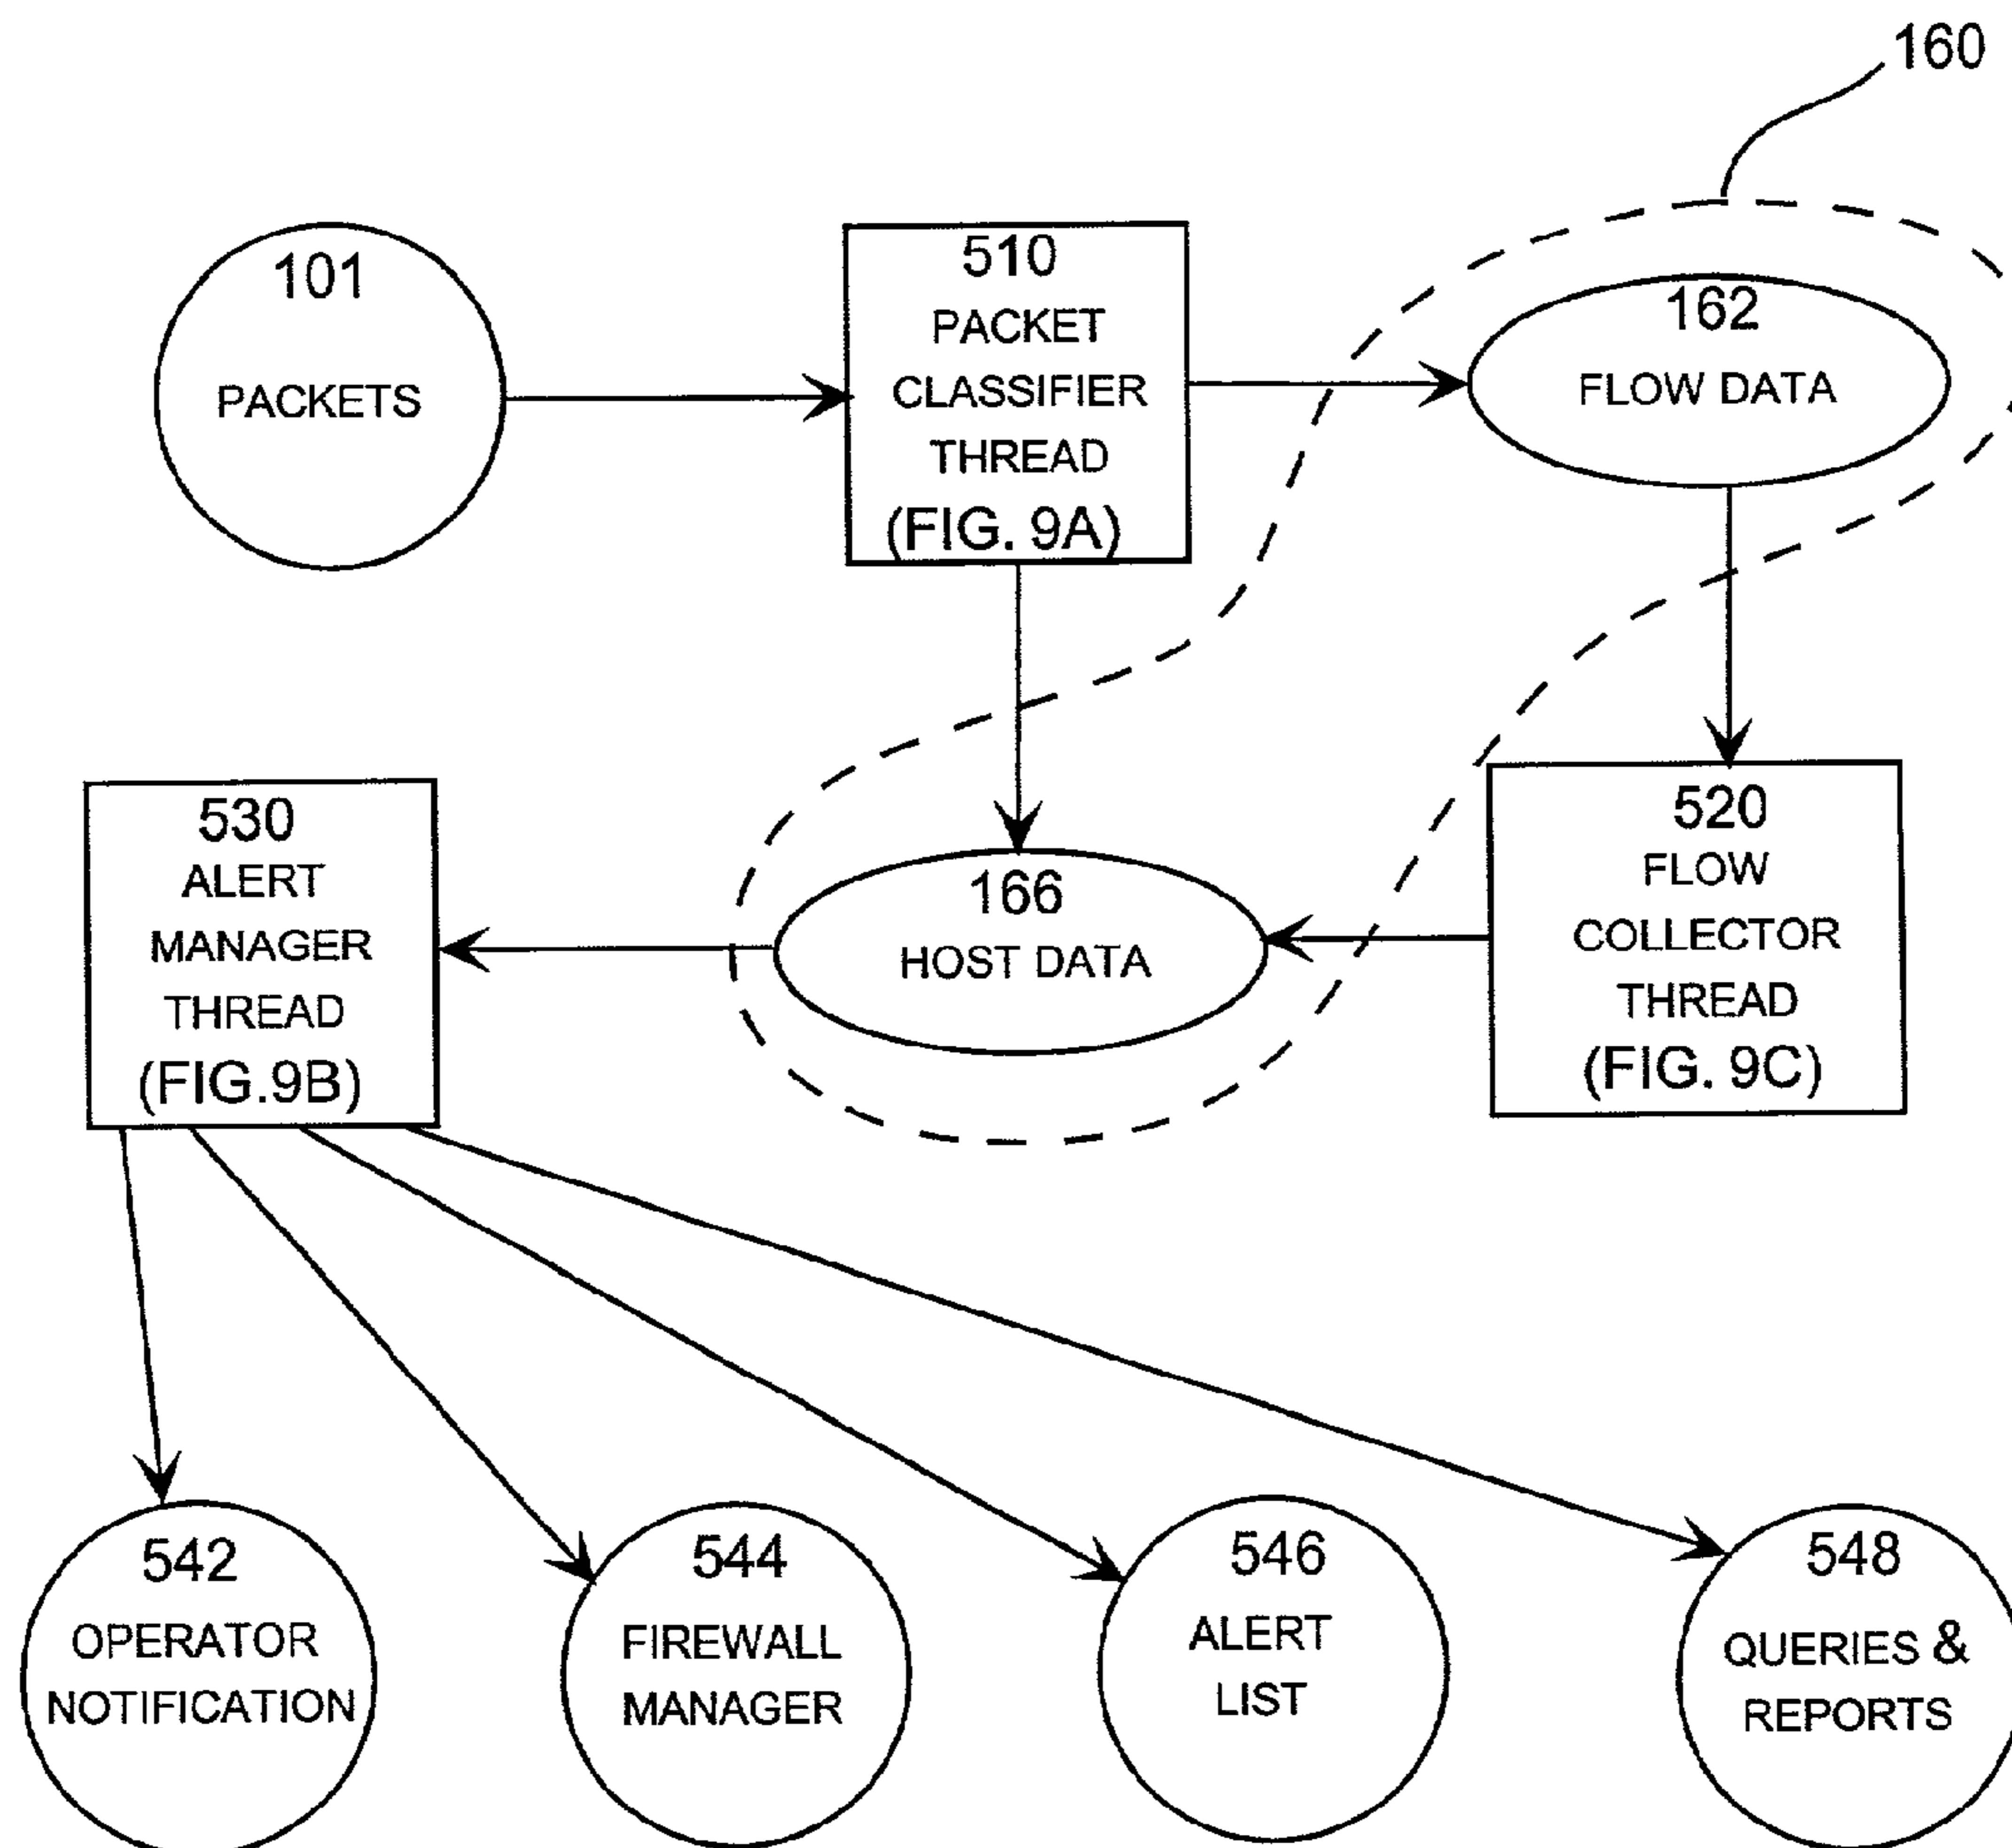 160
101
PACKETS
510
PACKET
CLASSIFIER
THREAD
(FIG. 9A)
162
FLOW DATA
530
ALERT
MANAGER
THREAD
(FIG.9B)
166
HOST DATA
520
FLOW
COLLECTOR
THREAD
(FIG. 9C)
542
OPERATOR
NOTIFICATION
544
FIREWALL
MANAGER
546
ALERT
LIST
548
QUERIES &
REPORTS